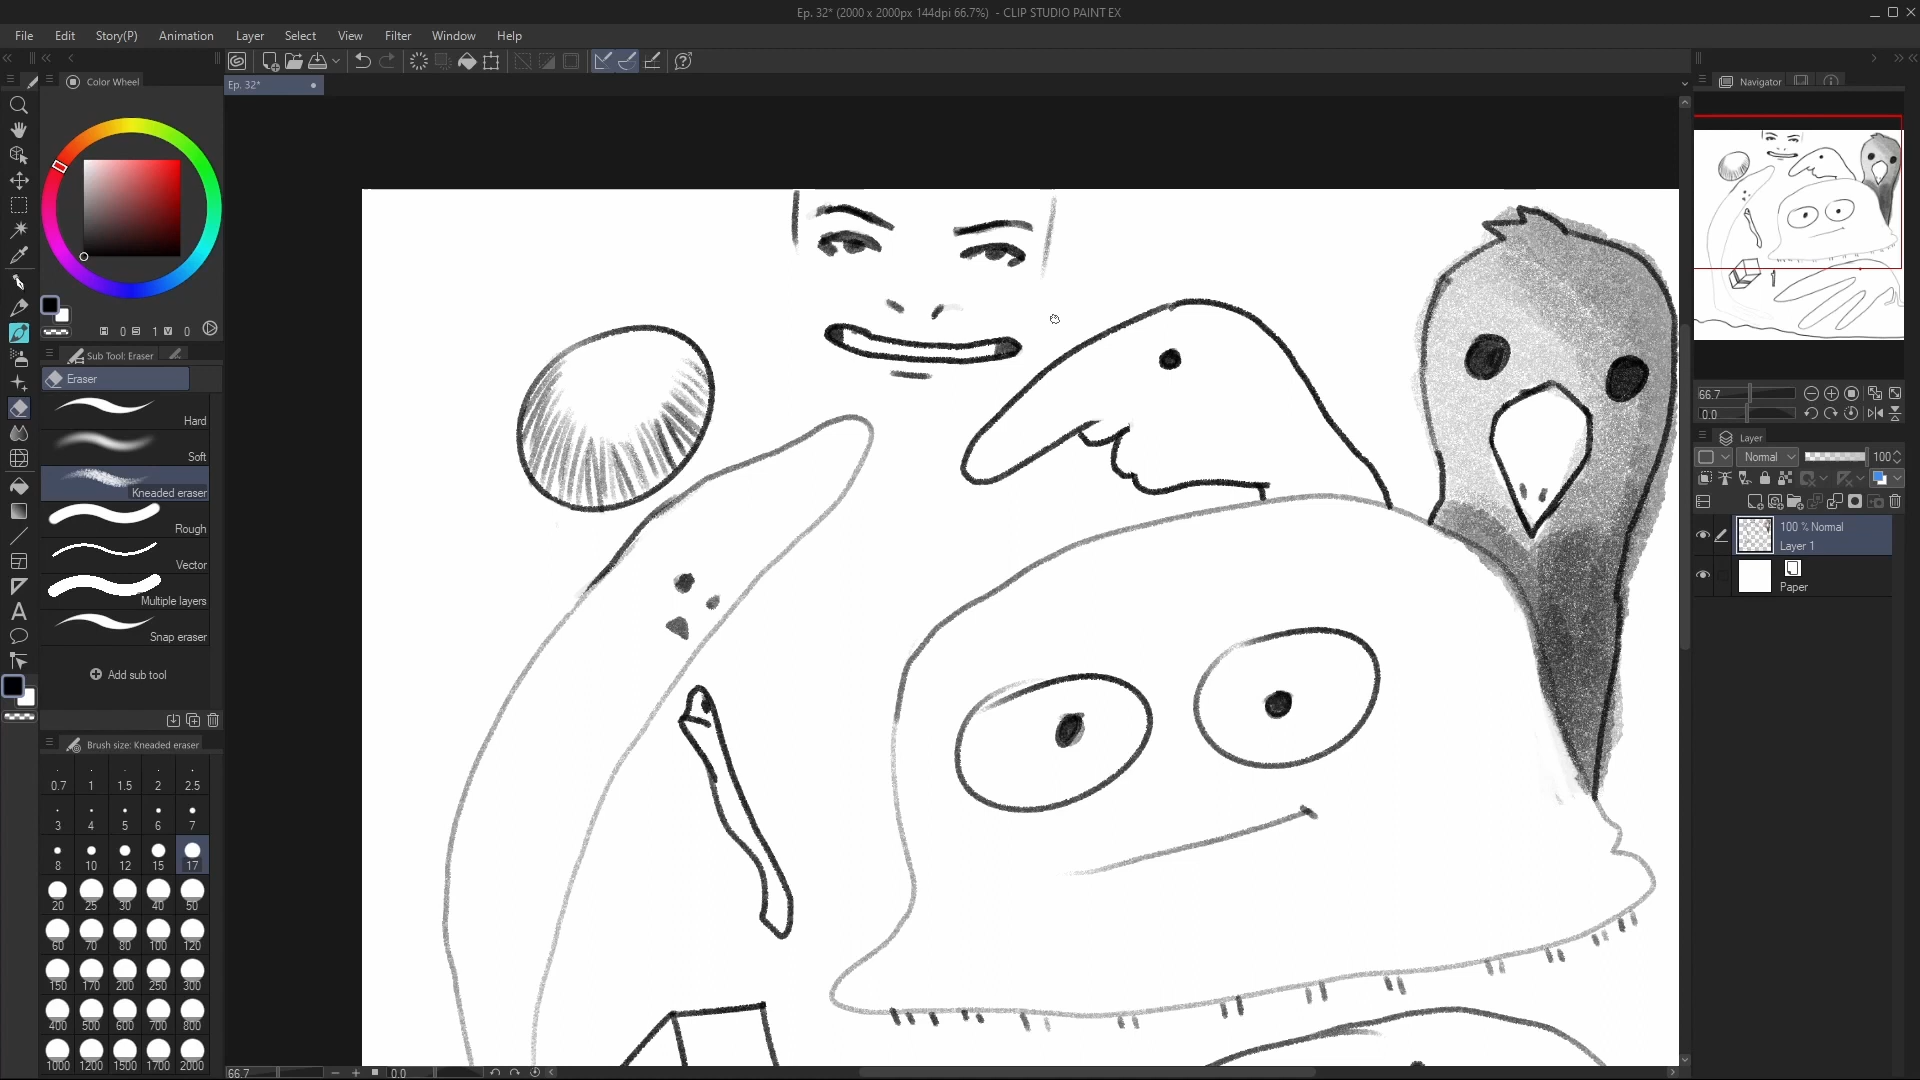 Ep. 32* (2000 x 2000px 144dpi 66.7%) - CLIP STUDIO PAINT EX
File Edit Story(P) Animation Layer Select View Filter Window Help
Color Wheel
Ep. 32*
Navigator
H 0 S 1 V 0
Sub Tool: Eraser
Eraser
Hard
Soft
Kneaded eraser
Rough
Vector
Multiple layers
Snap eraser
Add sub tool
Brush size: Kneaded eraser
0.7 1 1.5 2 2.5
3 4 5 6 7
8 10 12 15 17
20 25 30 40 50
60 70 80 100 120
150 170 200 250 300
400 500 600 700 800
1000 1200 1500 1700 2000
66.7
0.0
Layer
Normal 100
100 % Normal
Layer 1
Paper
66.7 0.0